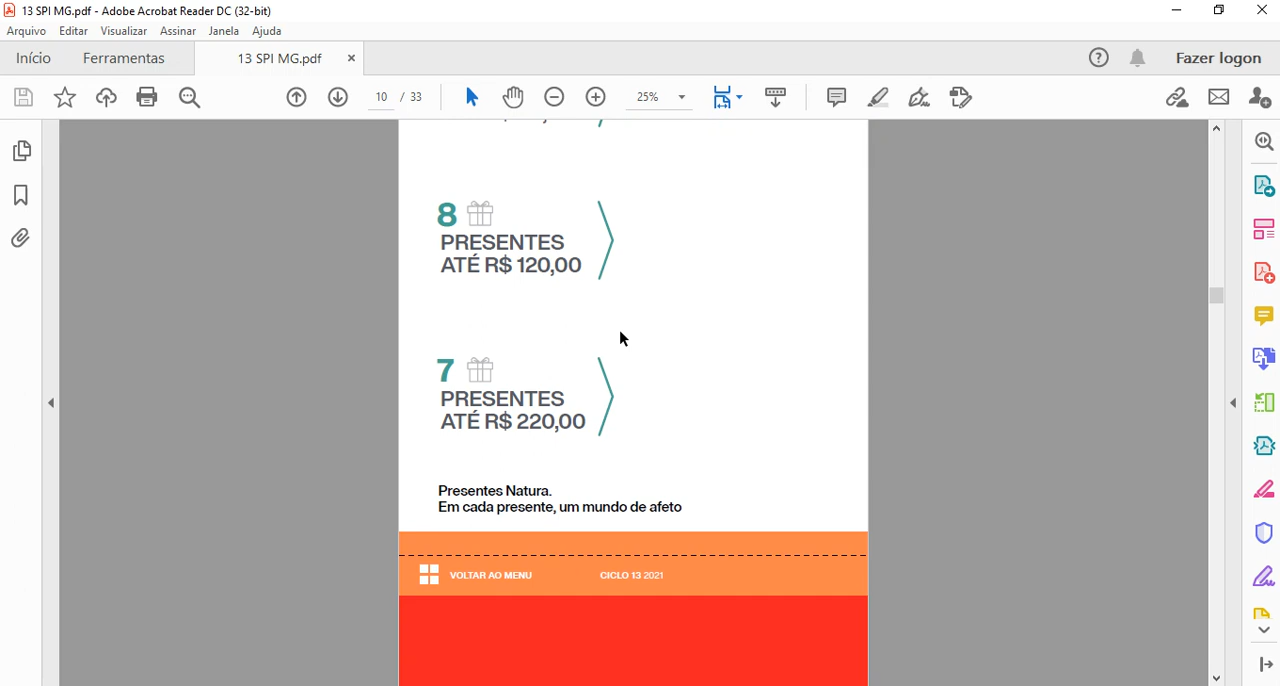 13 SPI MG.pdf - Adobe Acrobat Reader DC (32-bit)
Arquivo Editar Visualizar Assinar Janela Ajuda
Início Ferramentas 13 SPI MG.pdf Fazer logon
10 / 33 25%
8
PRESENTES
ATÉ R$ 120,00
7
PRESENTES
ATÉ R$ 220,00
Presentes Natura.
Em cada presente, um mundo de afeto
VOLTAR AO MENU CICLO 13 2021